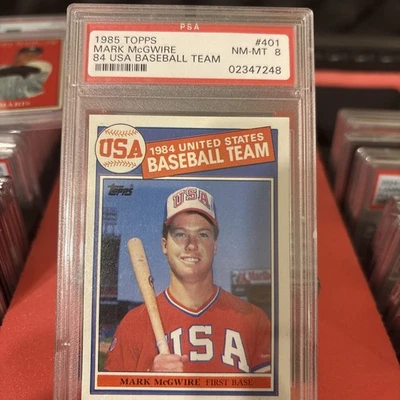 PSA
1985 TOPPS #401
MARK McGWIRE NM-MT 8
84 USA BASEBALL TEAM
02347248
USA
1984 UNITED STATES
BASEBALL TEAM
Topps
USA
USA
MARK McGWIRE FIRST BASE